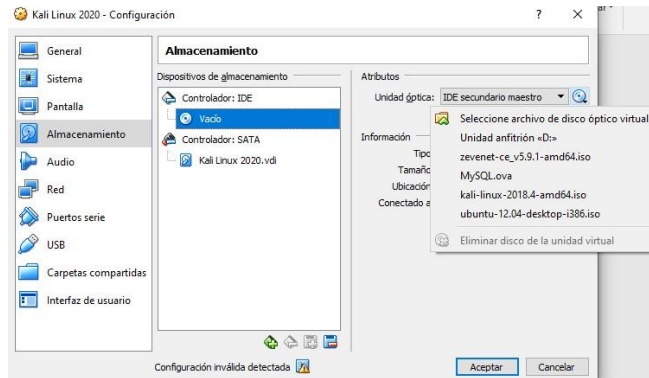 Kali Linux 2020 - Configuración
?
General
Sistema
Pantalla
Almacenamiento
Audio
Red
Puertos serie
USB
Carpetas compartidas
Interfaz de usuario
Almacenamiento
Dispositivos de almacenamiento
Controlador: IDE
Vacío
Controlador: SATA
Kali Linux 2020.vdi
Atributos
Unidad óptica: IDE secundario maestro
Información
Tipo
Tamaño
Ubicación
Conectado a
Seleccione archivo de disco óptico virtual
Unidad anfitrión «D:»
zevenet-ce_v5.9.1-amd64.iso
MySQL.ova
kali-linux-2018.4-amd64.iso
ubuntu-12.04-desktop-i386.iso
Eliminar disco de la unidad virtual
Configuración inválida detectada
Aceptar
Cancelar